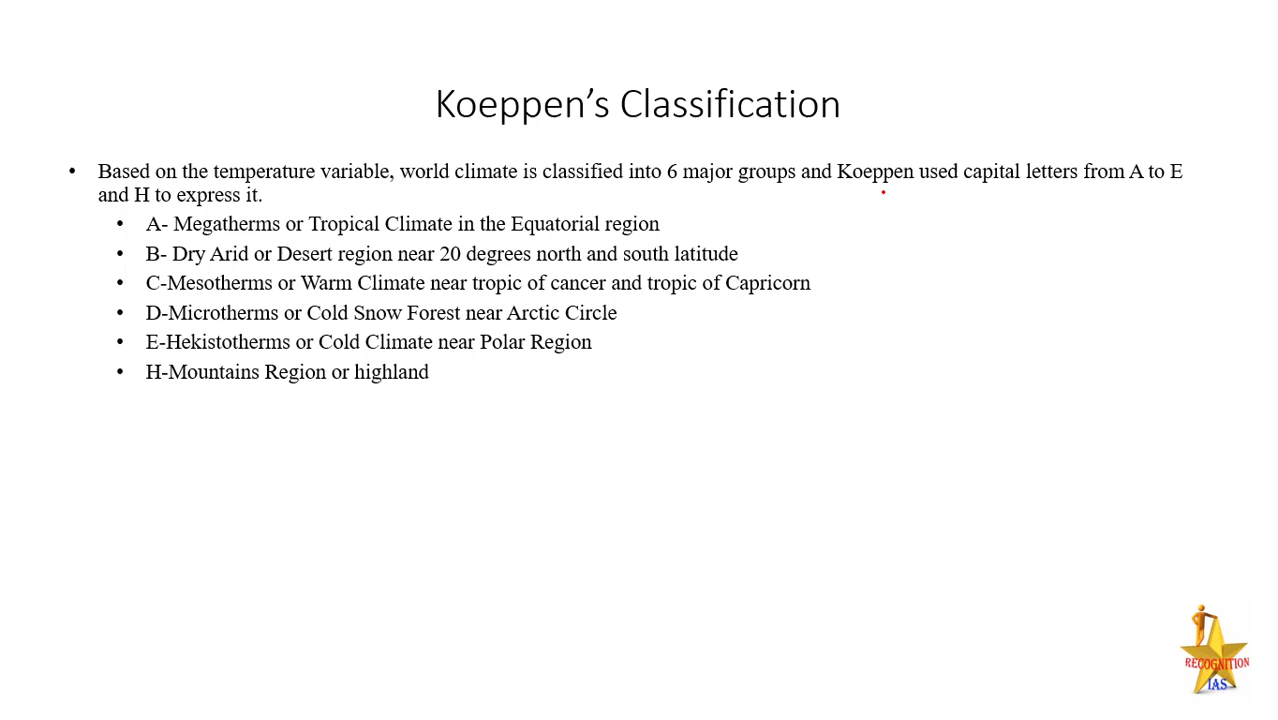 Koeppen's Classification
• Based on the temperature variable, world climate is classified into 6 major groups and Koeppen used capital letters from A to E
and H to express it.
• A- Megatherms or Tropical Climate in the Equatorial region
• B- Dry Arid or Desert region near 20 degrees north and south latitude
• C-Mesotherms or Warm Climate near tropic of cancer and tropic of Capricorn
• D-Microtherms or Cold Snow Forest near Arctic Circle
• E-Hekistotherms or Cold Climate near Polar Region
• H-Mountains Region or highland
RECOGNITION
IAS